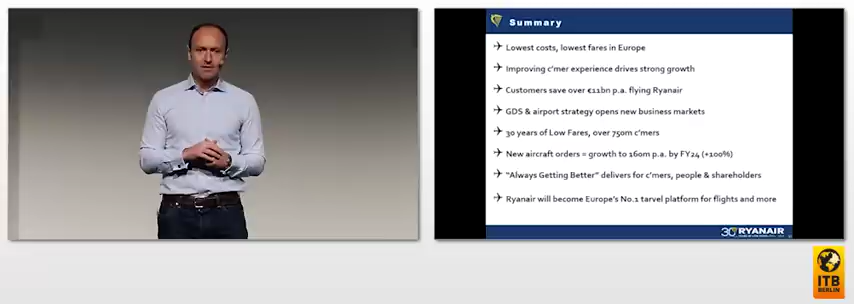 Summary
Lowest costs, lowest fares in Europe
Improving c'mer experience drives strong growth
Customers save over €11bn p.a. flying Ryanair
GDS & airport strategy opens new business markets
30 years of Low Fares, over 750m c'mers
New aircraft orders = growth to 160m p.a. by FY24 (+100%)
"Always Getting Better" delivers for c'mers, people & shareholders
Ryanair will become Europe's No.1 tarvel platform for flights and more
30 RYANAIR
ITB
BERLIN